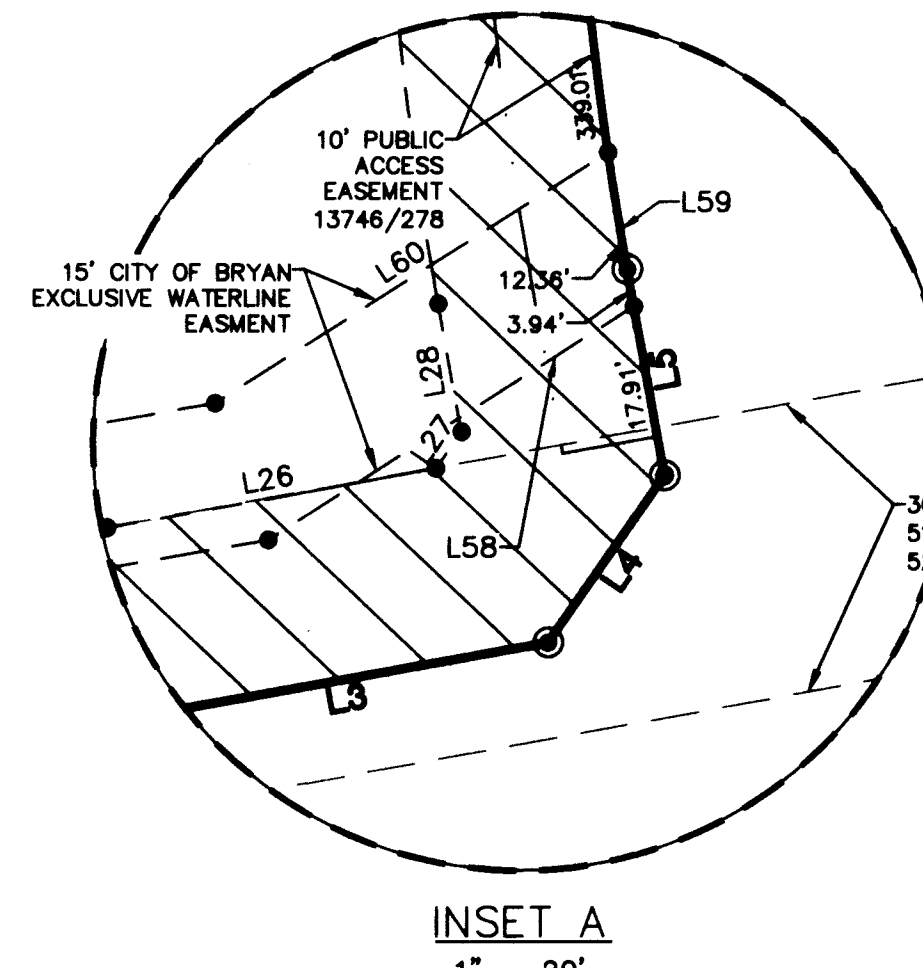 10' PUBLIC
ACCESS
EASEMENT
13746/278
339.01'
L59
15' CITY OF BRYAN
EXCLUSIVE WATERLINE
EASMENT
L60
12.36'
3.94'
L28
L5
17.91'
27
L26
L58
L4
L3
INSET A